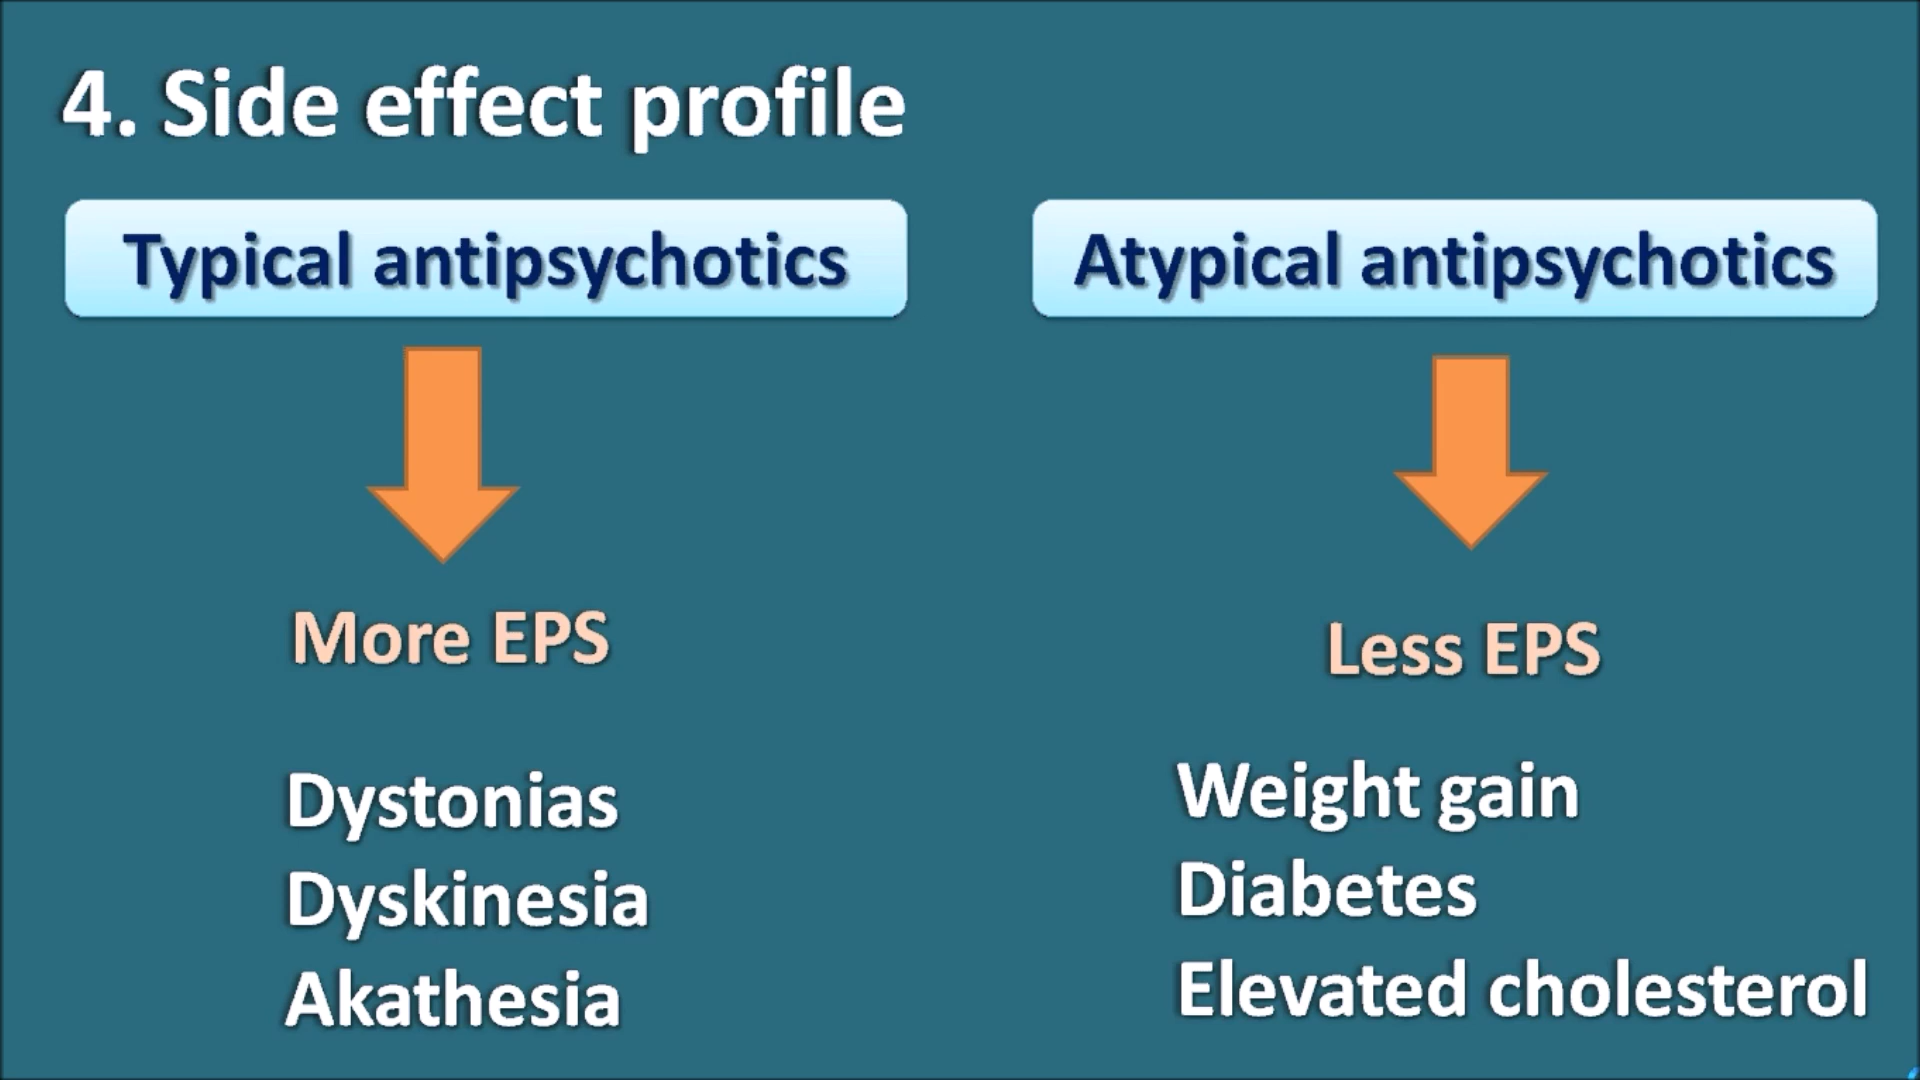 4. Side effect profile
Typical antipsychotics
More EPS
Dystonias
Dyskinesia
Akathesia
Atypical antipsychotics
Less EPS
Weight gain
Diabetes
Elevated cholesterol